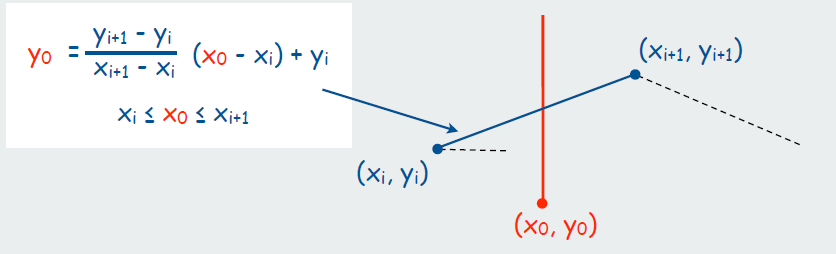 y0 = (yi+1 - yi) / (xi+1 - xi) (x0 - xi) + yi
xi ≤ x0 ≤ xi+1
(xi+1, yi+1)
(xi, yi)
(x0, y0)